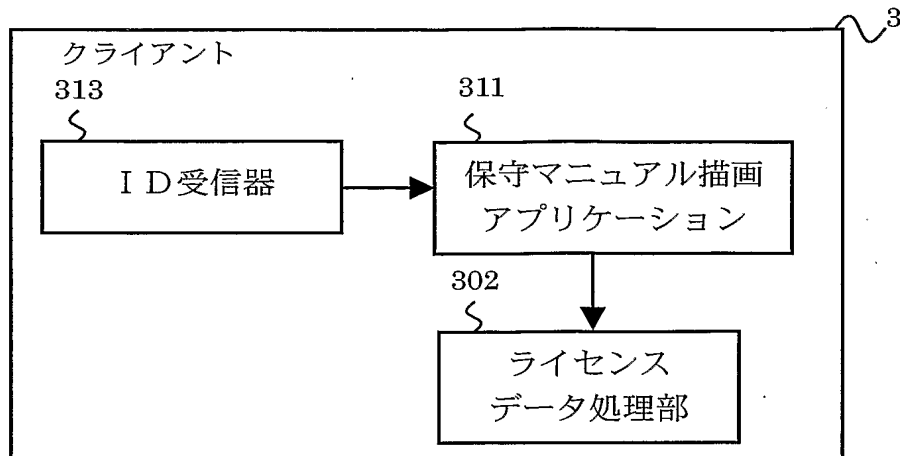 3
クライアント
313
311
ＩＤ受信器
保守マニュアル描画
アプリケーション
302
ライセンス
データ処理部